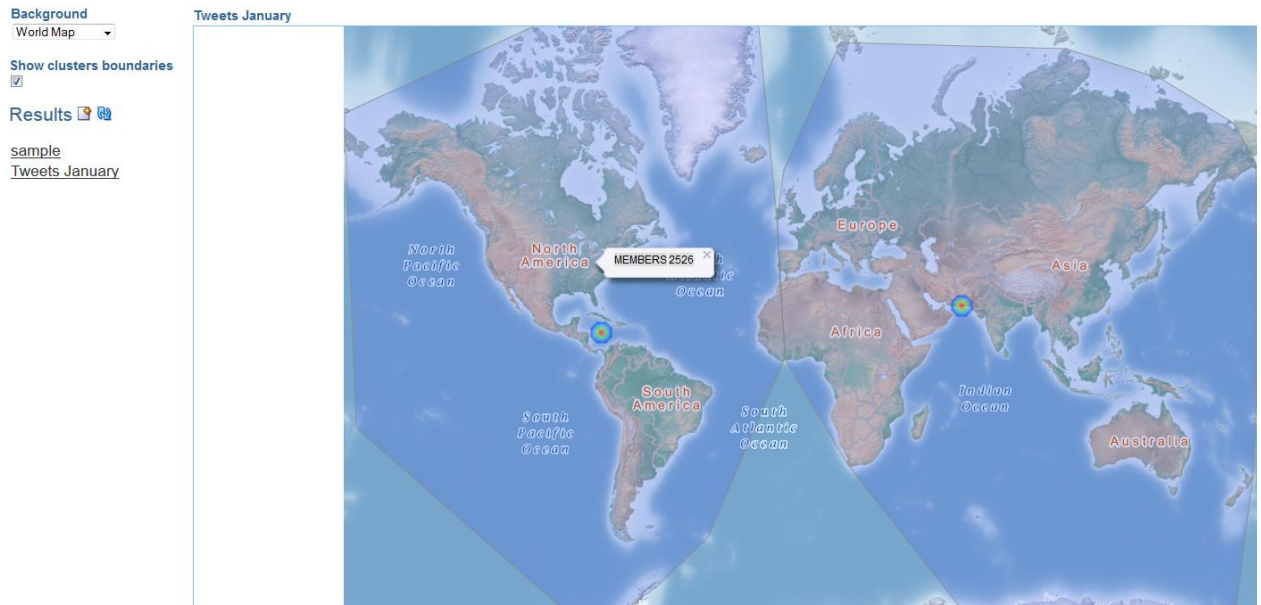 Background
World Map
Show clusters boundaries
Results
sample
Tweets January
Tweets January
North
Pacific
Ocean
North
America
MEMBERS 2526
Ocean
Europe
Asia
Africa
South
America
South
Pacific
Ocean
South
Atlantic
Ocean
Indian
Ocean
Australia